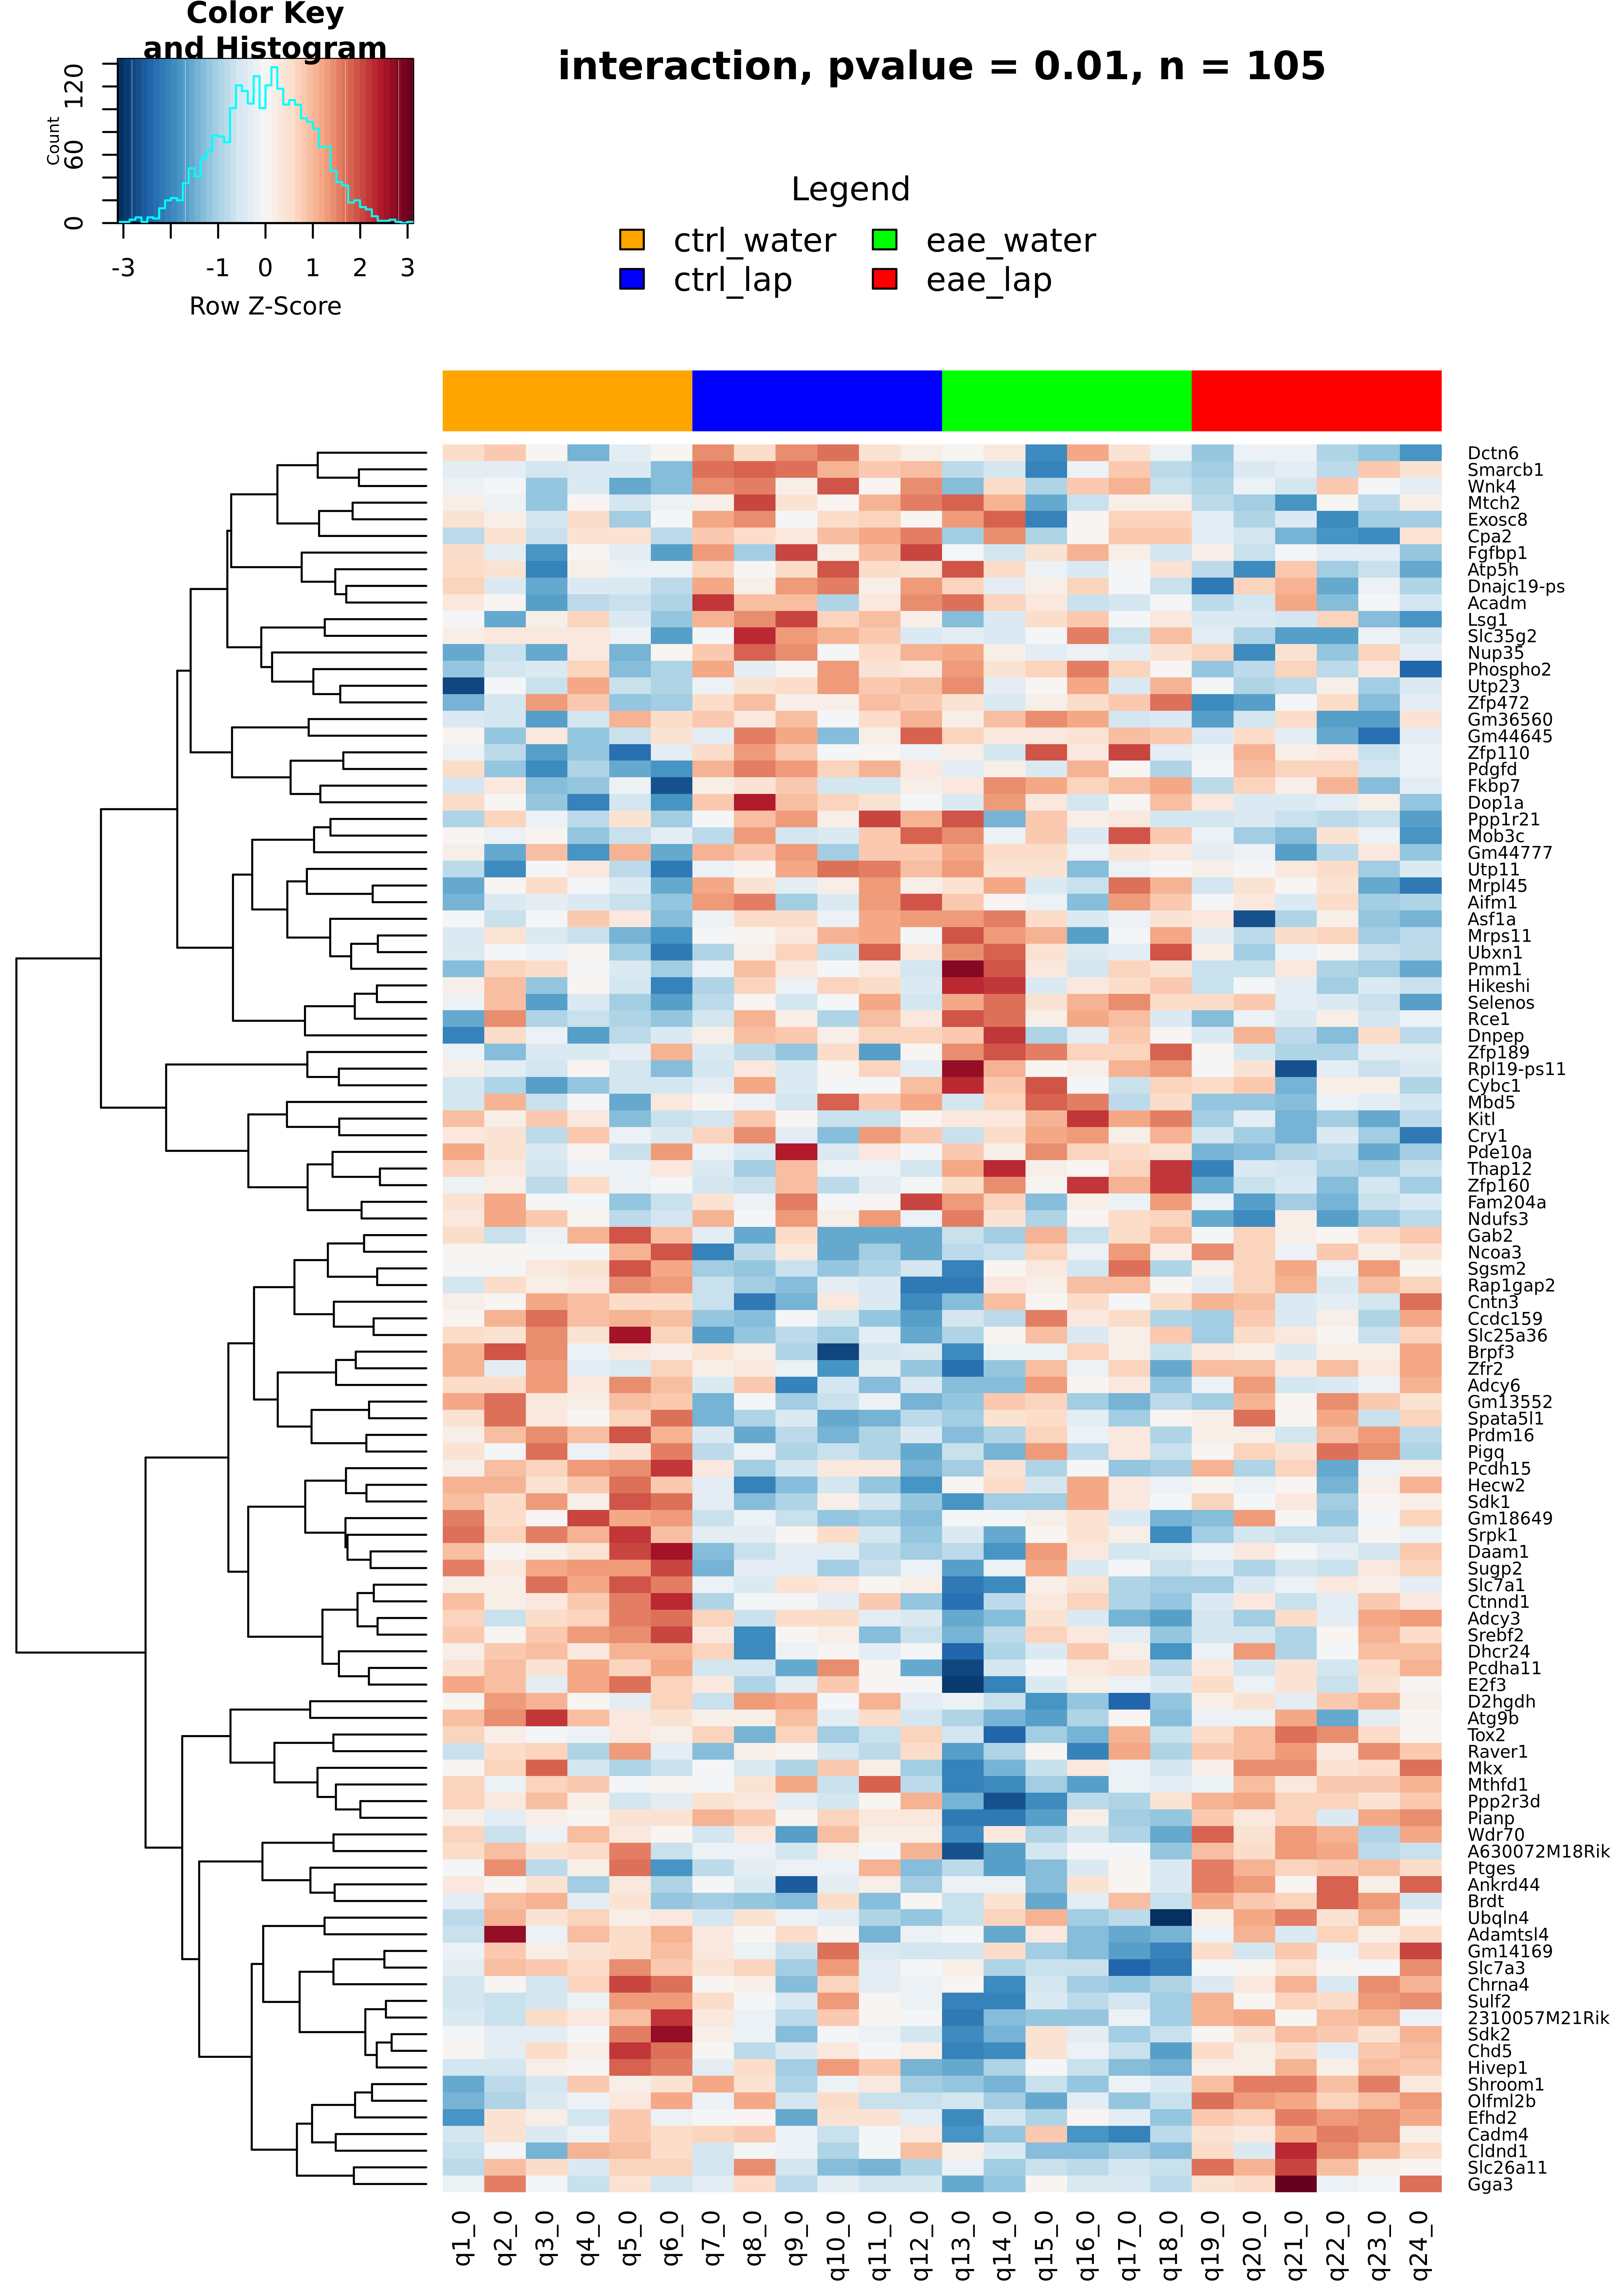 Color Key
and Histogram
interaction, pvalue = 0.01, n = 105
Count
0
60
120
-3
-1
0
1
2
3
Row Z-Score
Legend
ctrl_water
eae_water
ctrl_lap
eae_lap
Dctn6
Smarcb1
Wnk4
Mtch2
Exosc8
Cpa2
Fgfbp1
Atp5h
Dnajc19-ps
Acadm
Lsg1
Slc35g2
Nup35
Phospho2
Utp23
Zfp472
Gm36560
Gm44645
Zfp110
Pdgfd
Fkbp7
Dop1a
Ppp1r21
Mob3c
Gm44777
Utp11
Mrpl45
Aifm1
Asf1a
Mrps11
Ubxn1
Pmm1
Hikeshi
Selenos
Rce1
Dnpep
Zfp189
Rpl19-ps11
Cybc1
Mbd5
Kitl
Cry1
Pde10a
Thap12
Zfp160
Fam204a
Ndufs3
Gab2
Ncoa3
Sgsm2
Rap1gap2
Cntn3
Ccdc159
Slc25a36
Brpf3
Zfr2
Adcy6
Gm13552
Spata5l1
Prdm16
Pigq
Pcdh15
Hecw2
Sdk1
Gm18649
Srpk1
Daam1
Sugp2
Slc7a1
Ctnnd1
Adcy3
Srebf2
Dhcr24
Pcdha11
E2f3
D2hgdh
Atg9b
Tox2
Raver1
Mkx
Mthfd1
Ppp2r3d
Pianp
Wdr70
A630072M18Rik
Ptges
Ankrd44
Brdt
Ubqln4
Adamtsl4
Gm14169
Slc7a3
Chrna4
Sulf2
2310057M21Rik
Sdk2
Chd5
Hivep1
Shroom1
Olfml2b
Efhd2
Cadm4
Cldnd1
Slc26a11
Gga3
q1_0
q2_0
q3_0
q4_0
q5_0
q6_0
q7_0
q8_0
q9_0
q10_0
q11_0
q12_0
q13_0
q14_0
q15_0
q16_0
q17_0
q18_0
q19_0
q20_0
q21_0
q22_0
q23_0
q24_0